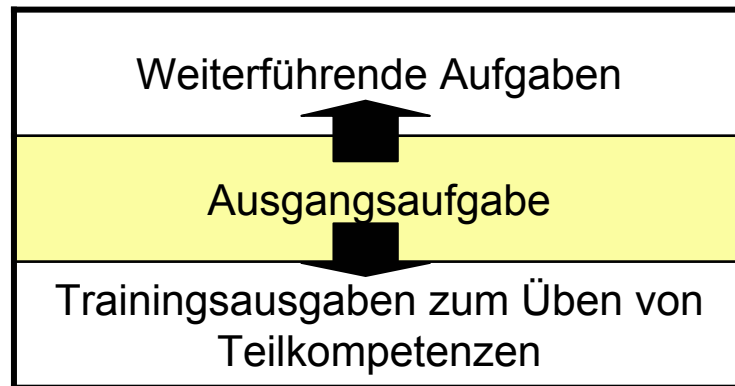 Weiterführende Aufgaben
Ausgangsaufgabe
Trainingsausgaben zum Üben von
Teilkompetenzen